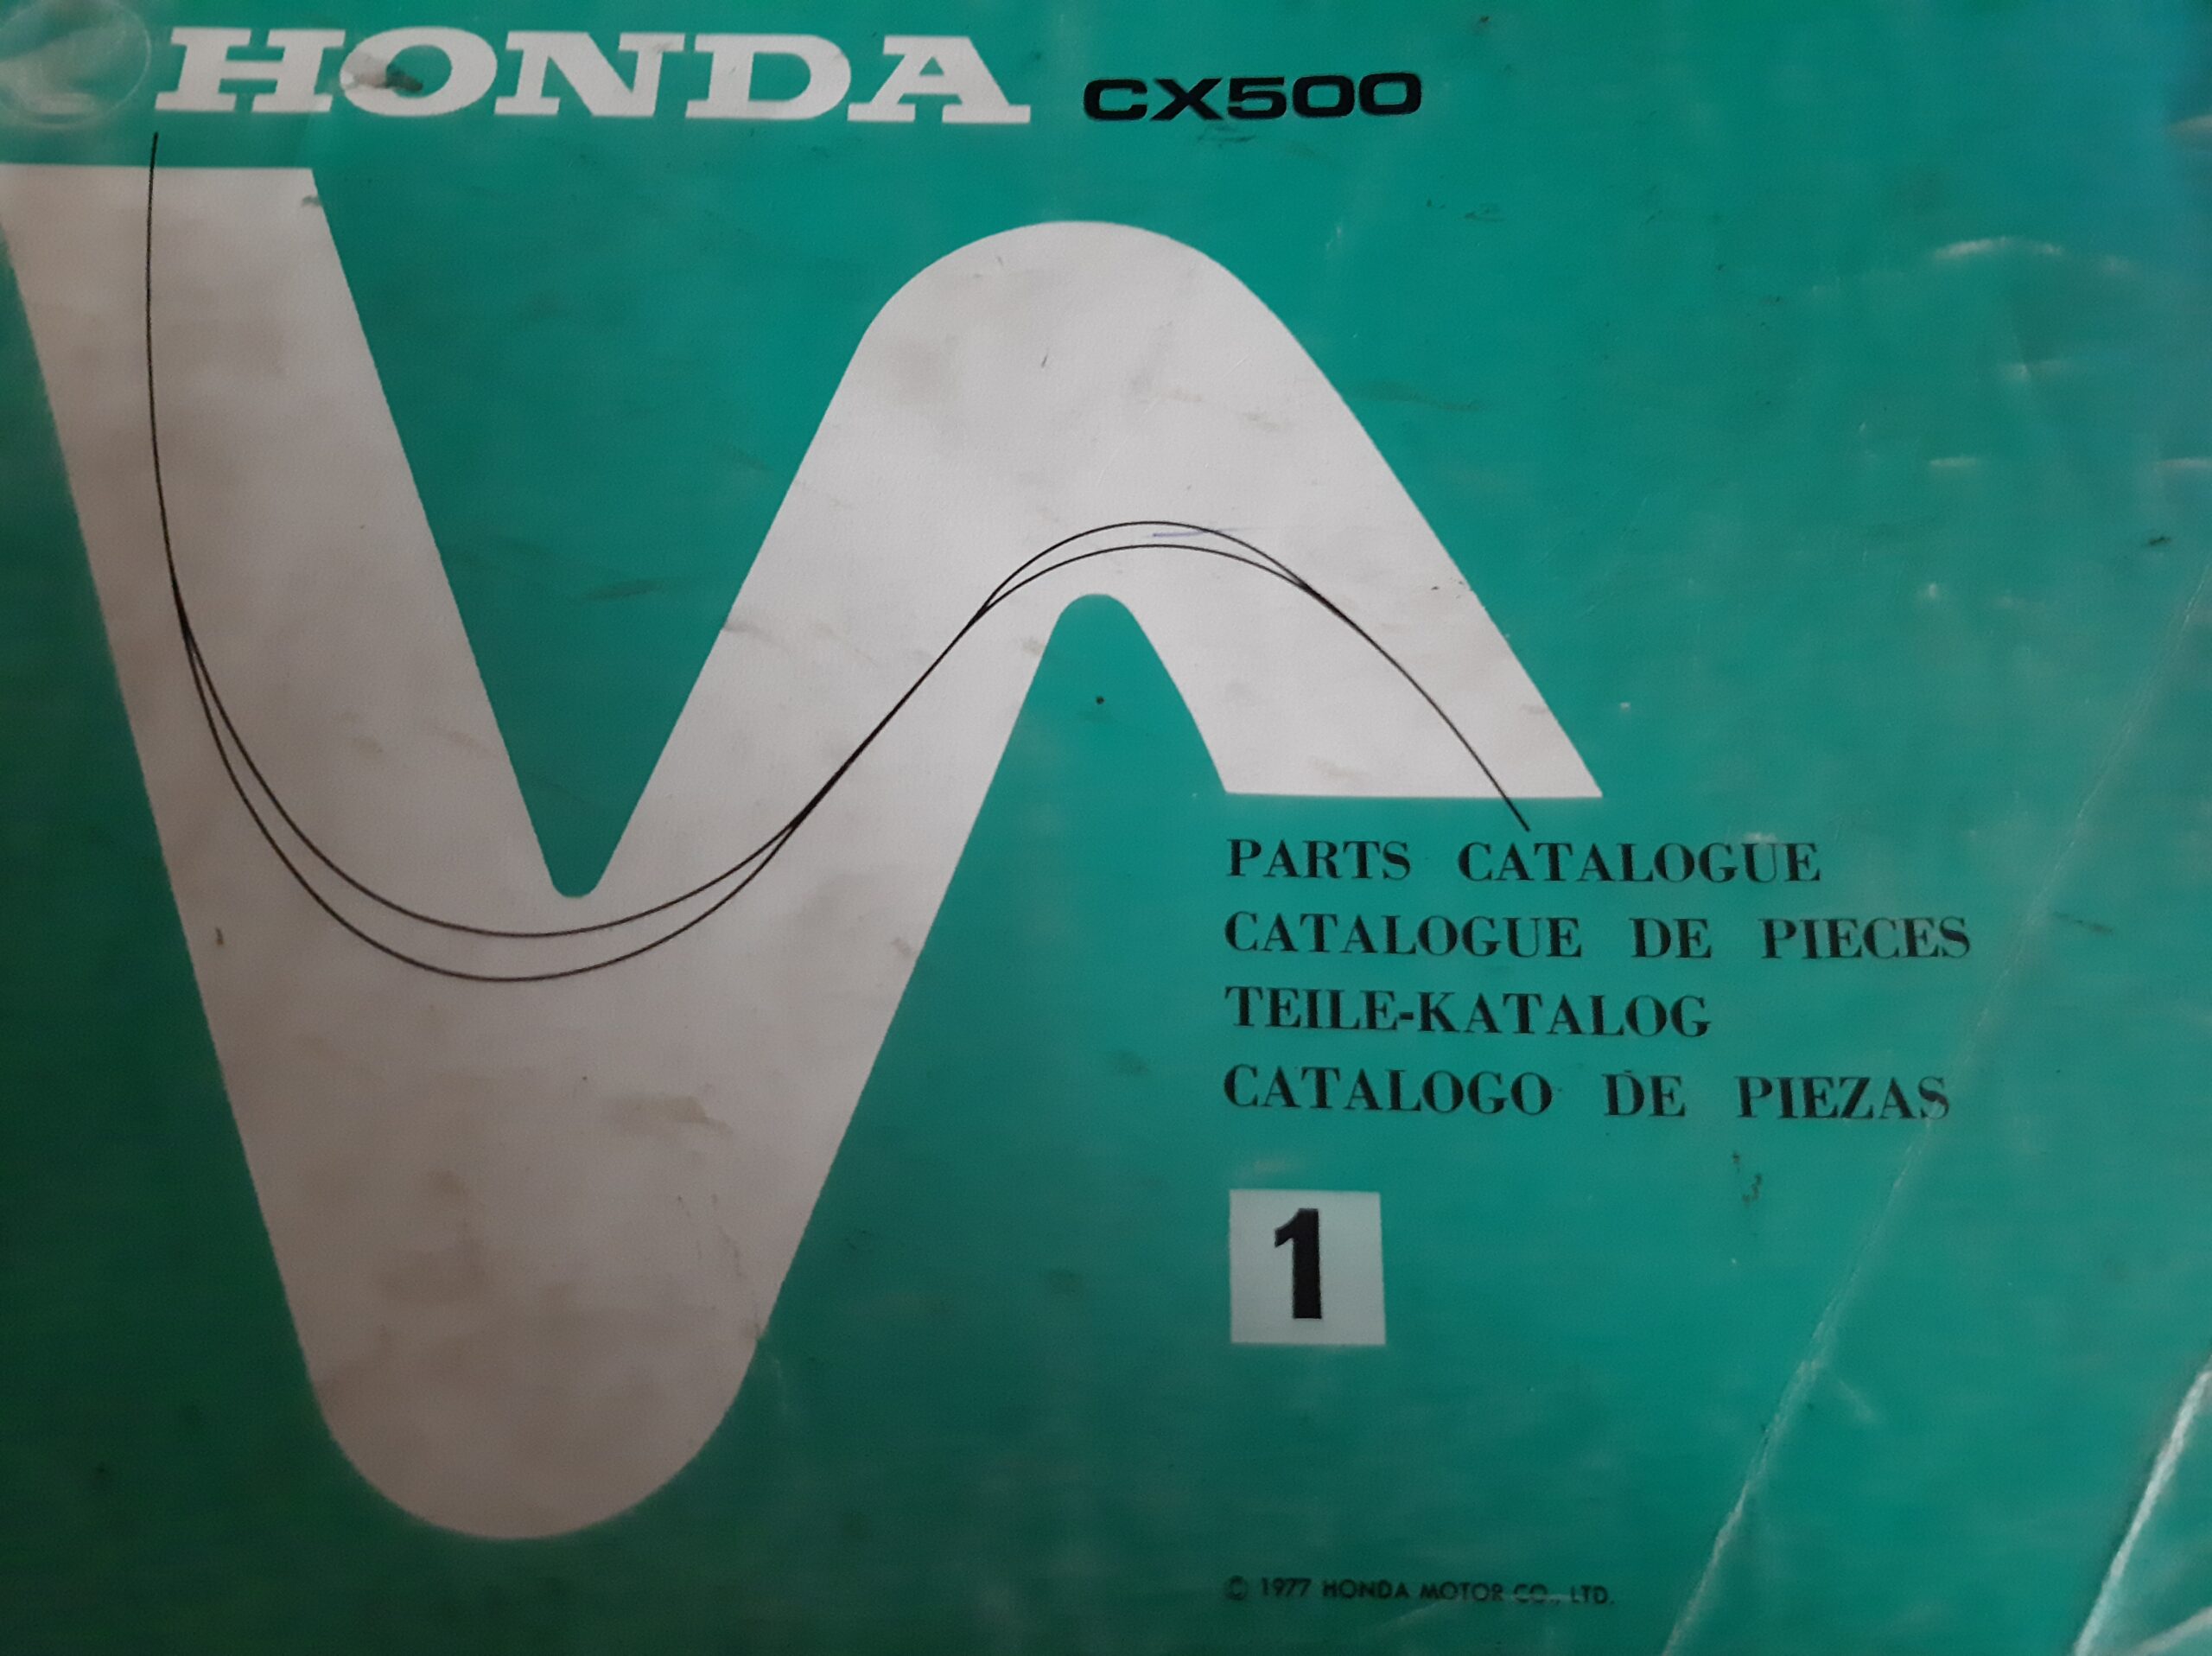 HONDA CX500
PARTS CATALOGUE
CATALOGUE DE PIECES
TEILE-KATALOG
CATALOGO DE PIEZAS
1
© 1977 HONDA MOTOR CO., LTD.